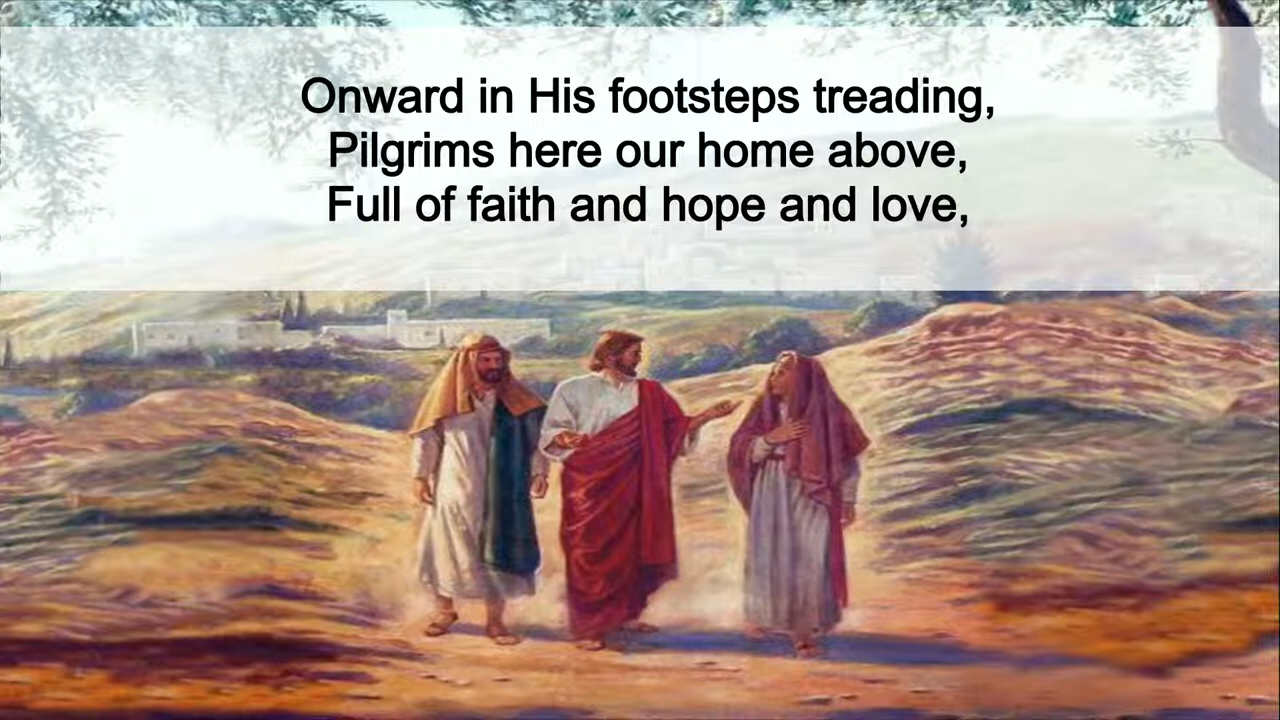 Onward in His footsteps treading,
Pilgrims here our home above,
Full of faith and hope and love,